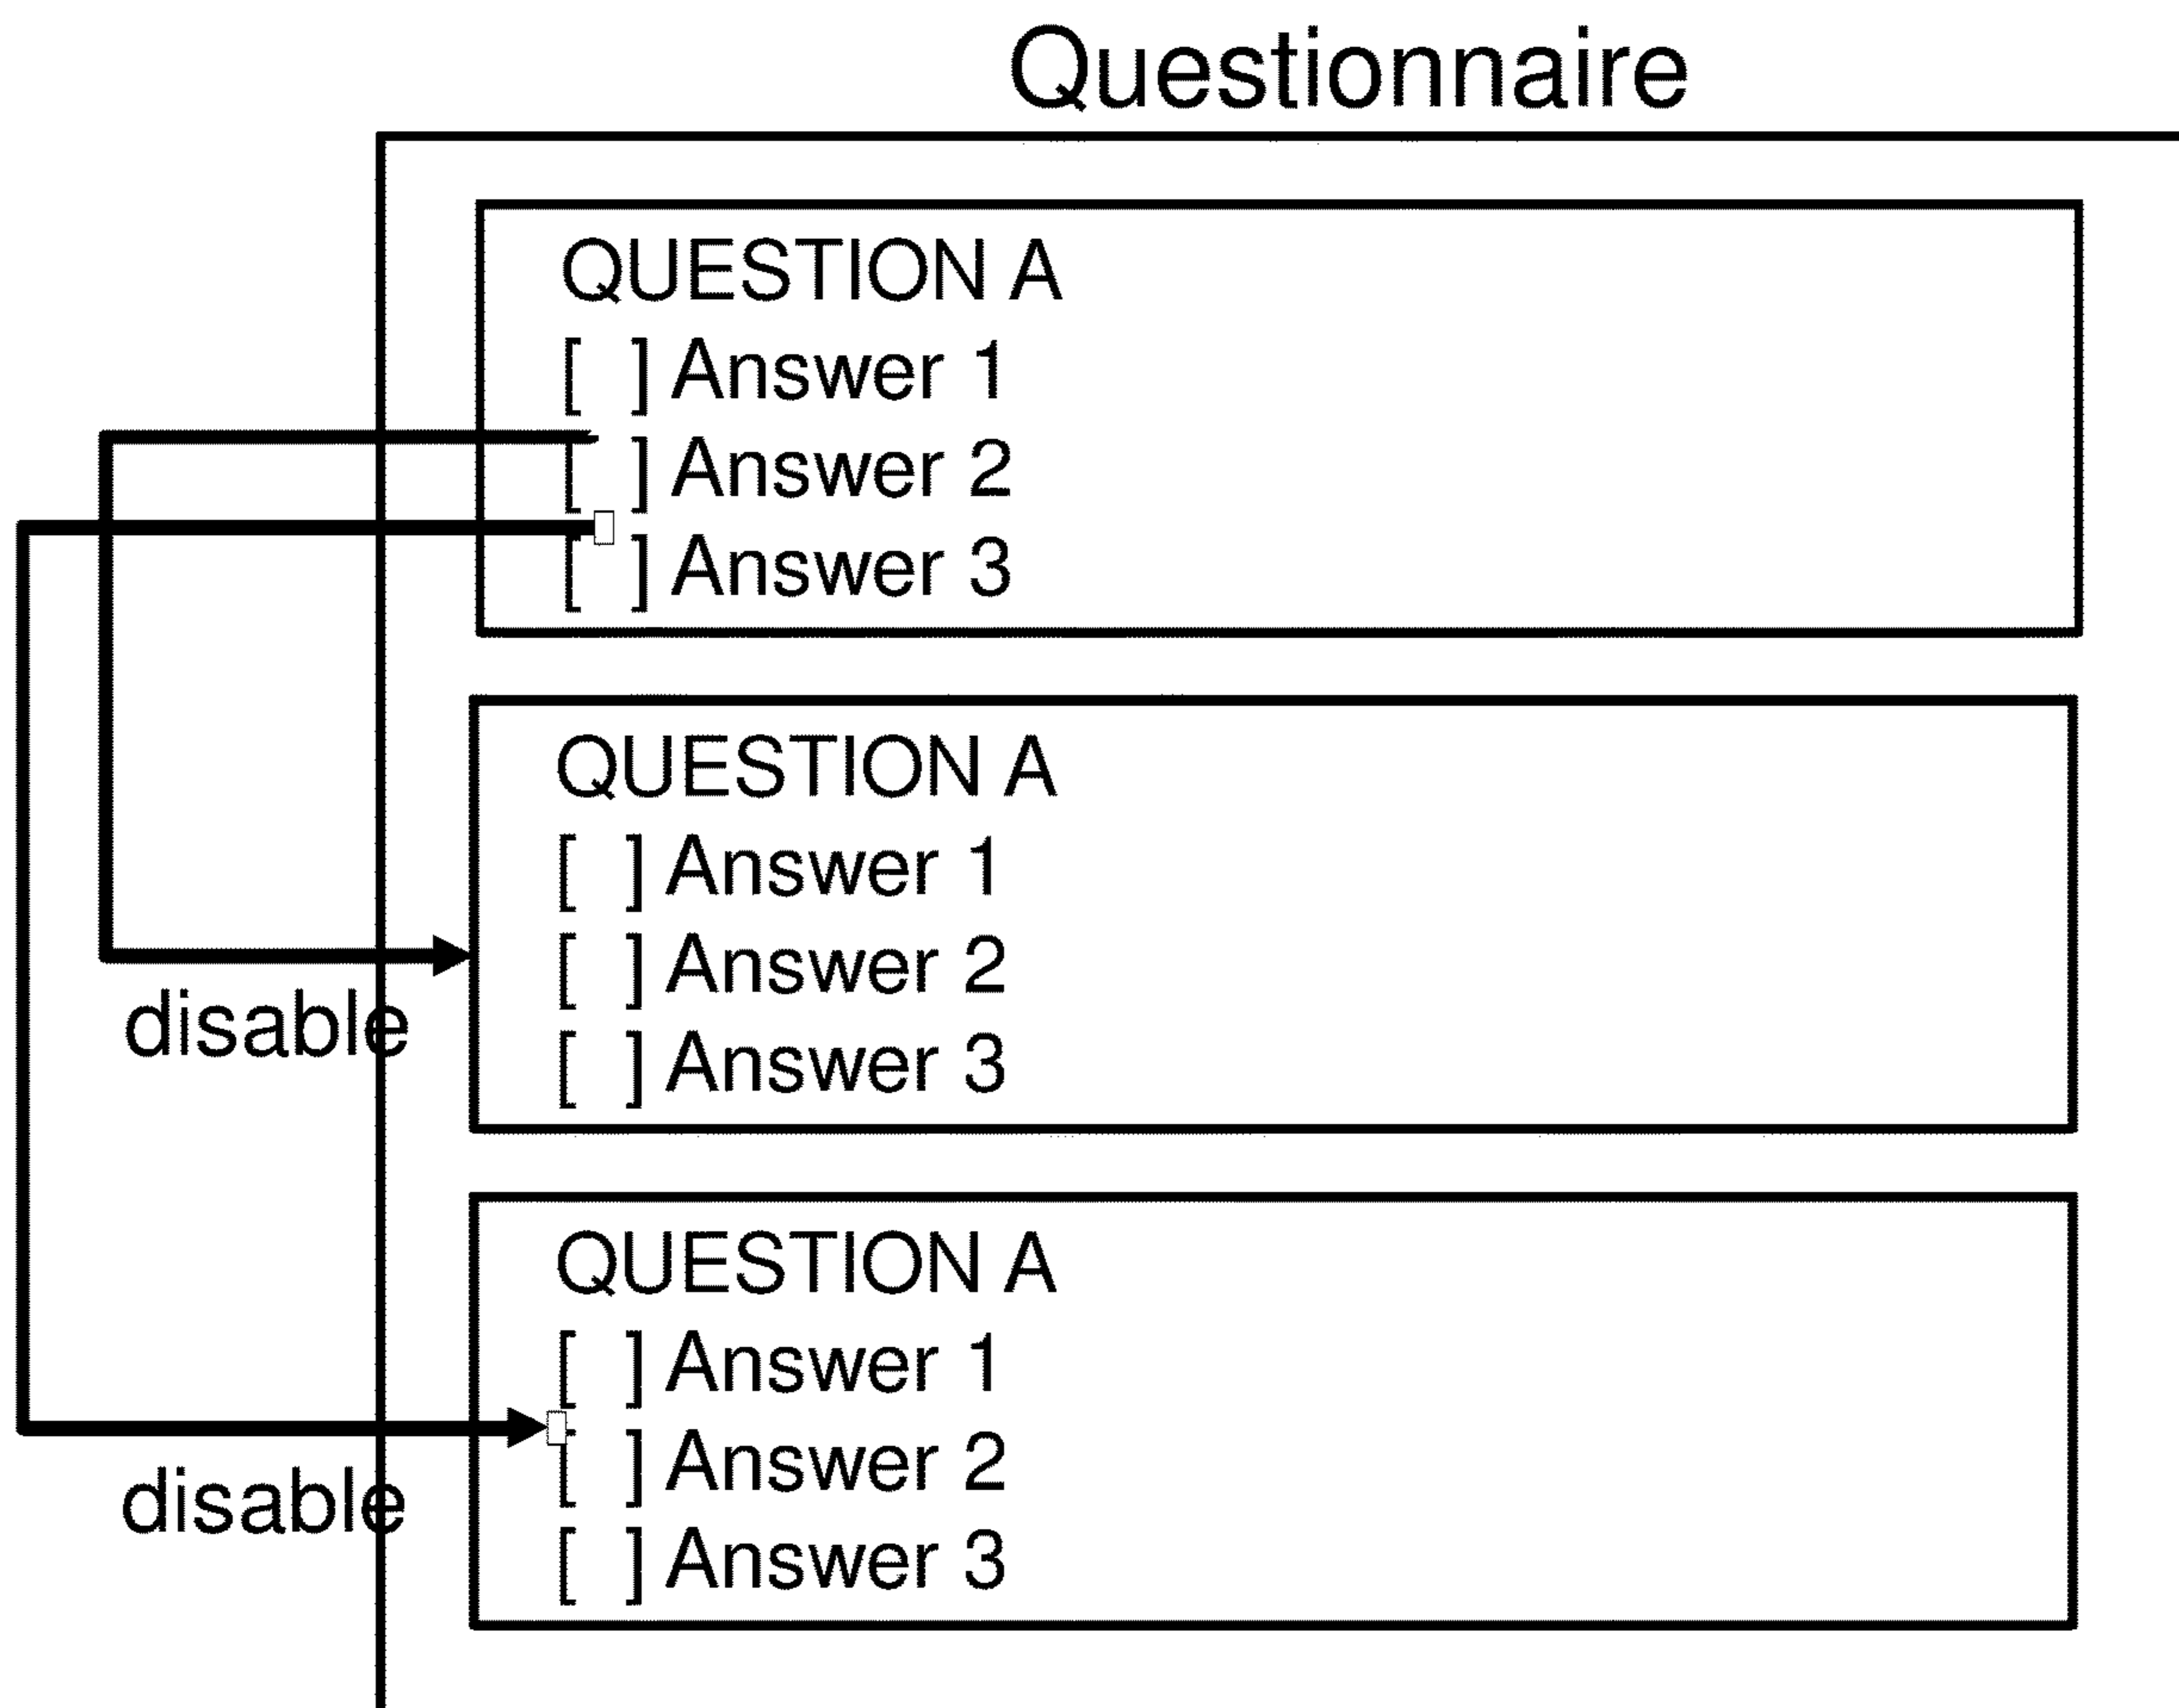 Questionnaire
QUESTION A
[ ] Answer 1
[ ] Answer 2
[ ] Answer 3
QUESTION A
[ ] Answer 1
[ ] Answer 2
[ ] Answer 3
disable
QUESTION A
[ ] Answer 1
[ ] Answer 2
[ ] Answer 3
disable